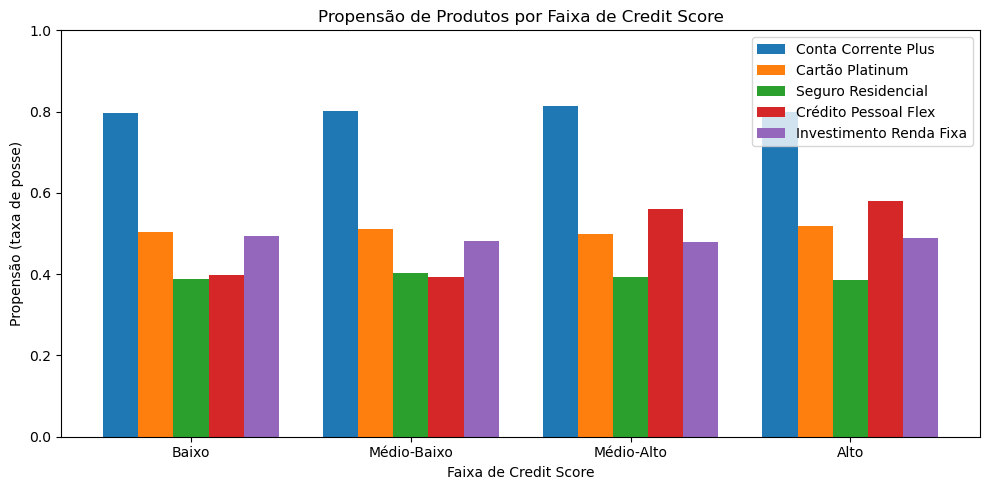 Propensão de Produtos por Faixa de Credit Score
Propensão (taxa de posse)
1.0
0.8
0.6
0.4
0.2
0.0
Conta Corrente Plus
Cartão Platinum
Seguro Residencial
Crédito Pessoal Flex
Investimento Renda Fixa
Baixo
Médio-Baixo
Médio-Alto
Alto
Faixa de Credit Score